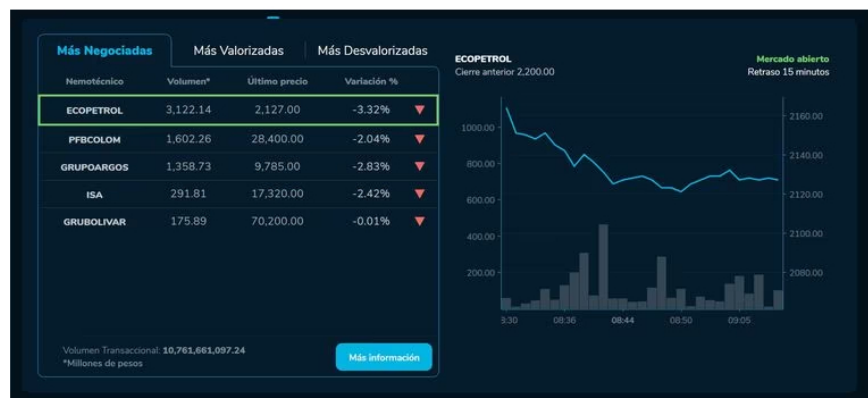 Más Negociadas
Más Valorizadas
Más Desvalorizadas
Nemotécnico Volumen* Último precio Variación %
ECOPETROL 3,122.14 2,127.00 -3.32% ▼
PFBCOLOM 1,602.26 28,400.00 -2.04% ▼
GRUPOARGOS 1,358.73 9,785.00 -2.83% ▼
ISA 291.81 17,320.00 -2.42% ▼
GRUBOLIVAR 175.89 70,200.00 -0.01% ▼
Volumen Transaccional: 10,761,661,097.24
*Millones de pesos
Más información
ECOPETROL
Cierre anterior 2,200.00
Mercado abierto
Retraso 15 minutos
1000.00
800.00
600.00
400.00
200.00
2160.00
2140.00
2120.00
2100.00
2080.00
9:30 08:36 08:44 08:50 09:05